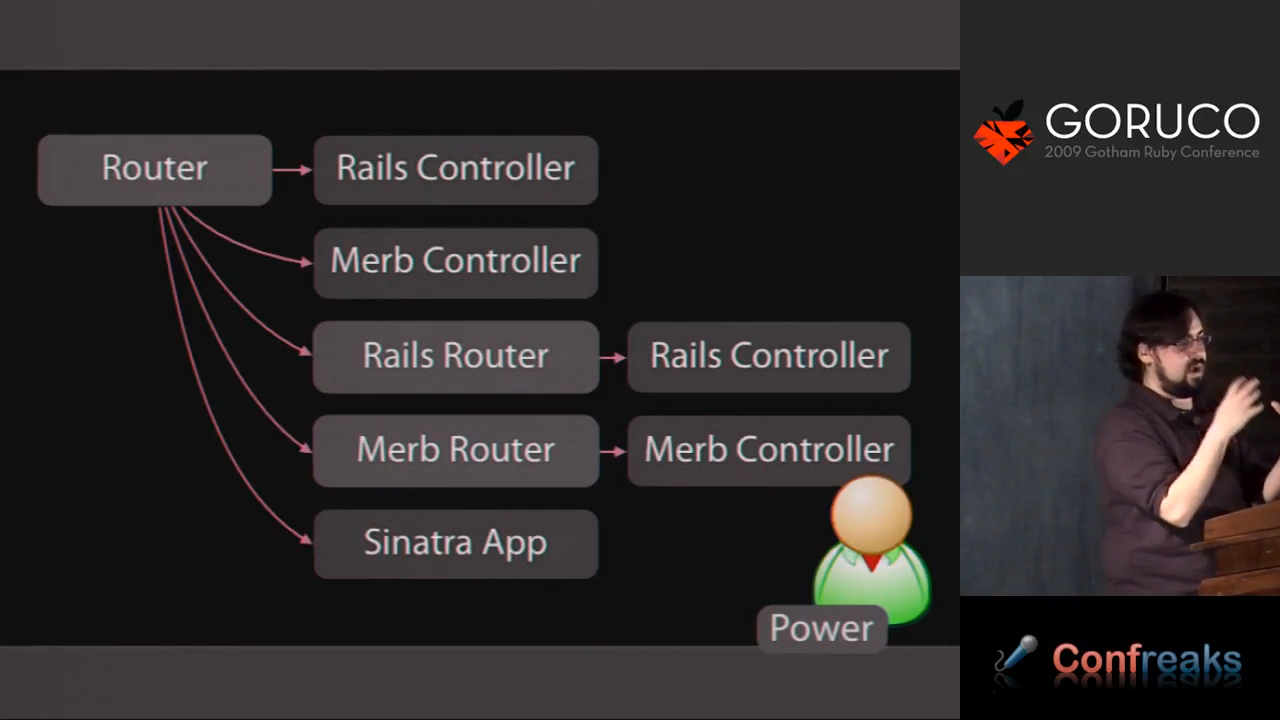 Router
Rails Controller
Merb Controller
Rails Router
Rails Controller
Merb Router
Merb Controller
Sinatra App
Power
GORUCO
2009 Gotham Ruby Conference
Confreaks